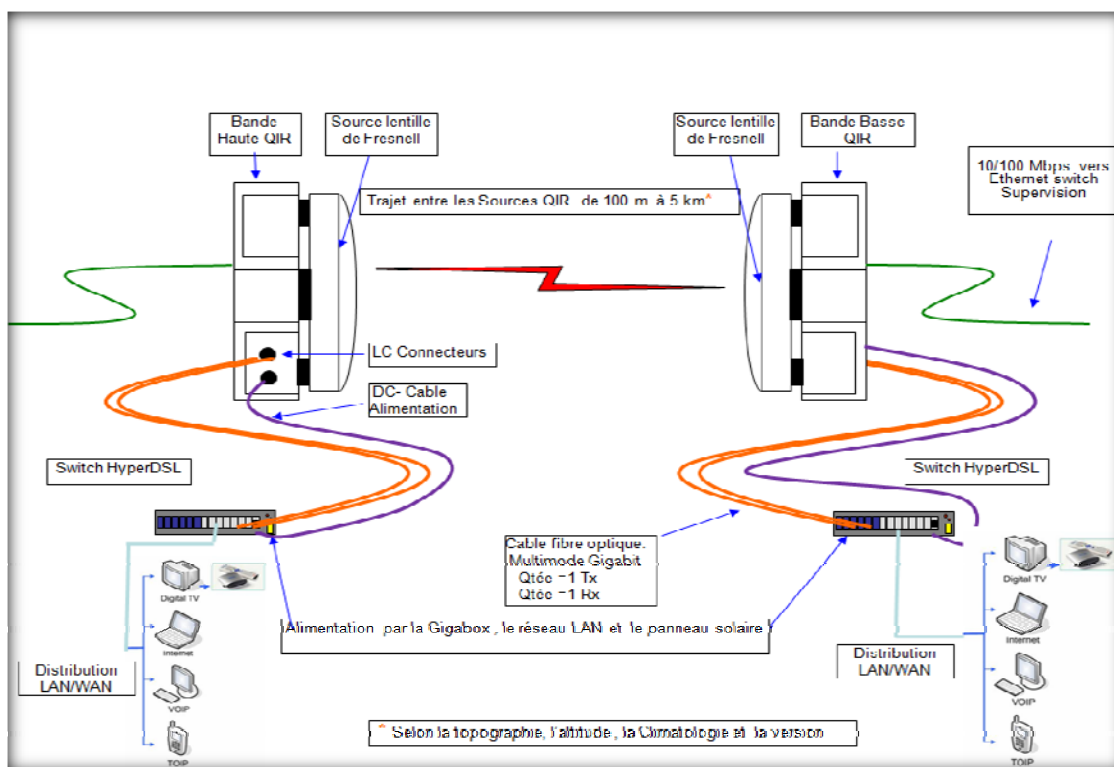 Bande
Haute QIR
Source lentille
de Fresnell
Source lentille
de Fresnell
Bande Basse
QIR
10/100 Mbps vers
Ethernet switch
Supervision
Trajet entre les Sources QIR de 100 m à 5 km*
LC Connecteurs
DC- Cable
Alimentation
Switch HyperDSL
Switch HyperDSL
Cable fibre optique.
Multimode Gigabit
Qtée =1 Tx
Qtée =1 Rx
Digital TV
Internet
VOIP
TOIP
Distribution
LAN/WAN
Alimentation par la Gigabox, le réseau LAN et le panneau solaire
Digital TV
Internet
VOIP
TOIP
Distribution
LAN/WAN
* Selon la topographie, l'altitude, la Climatologie et la version